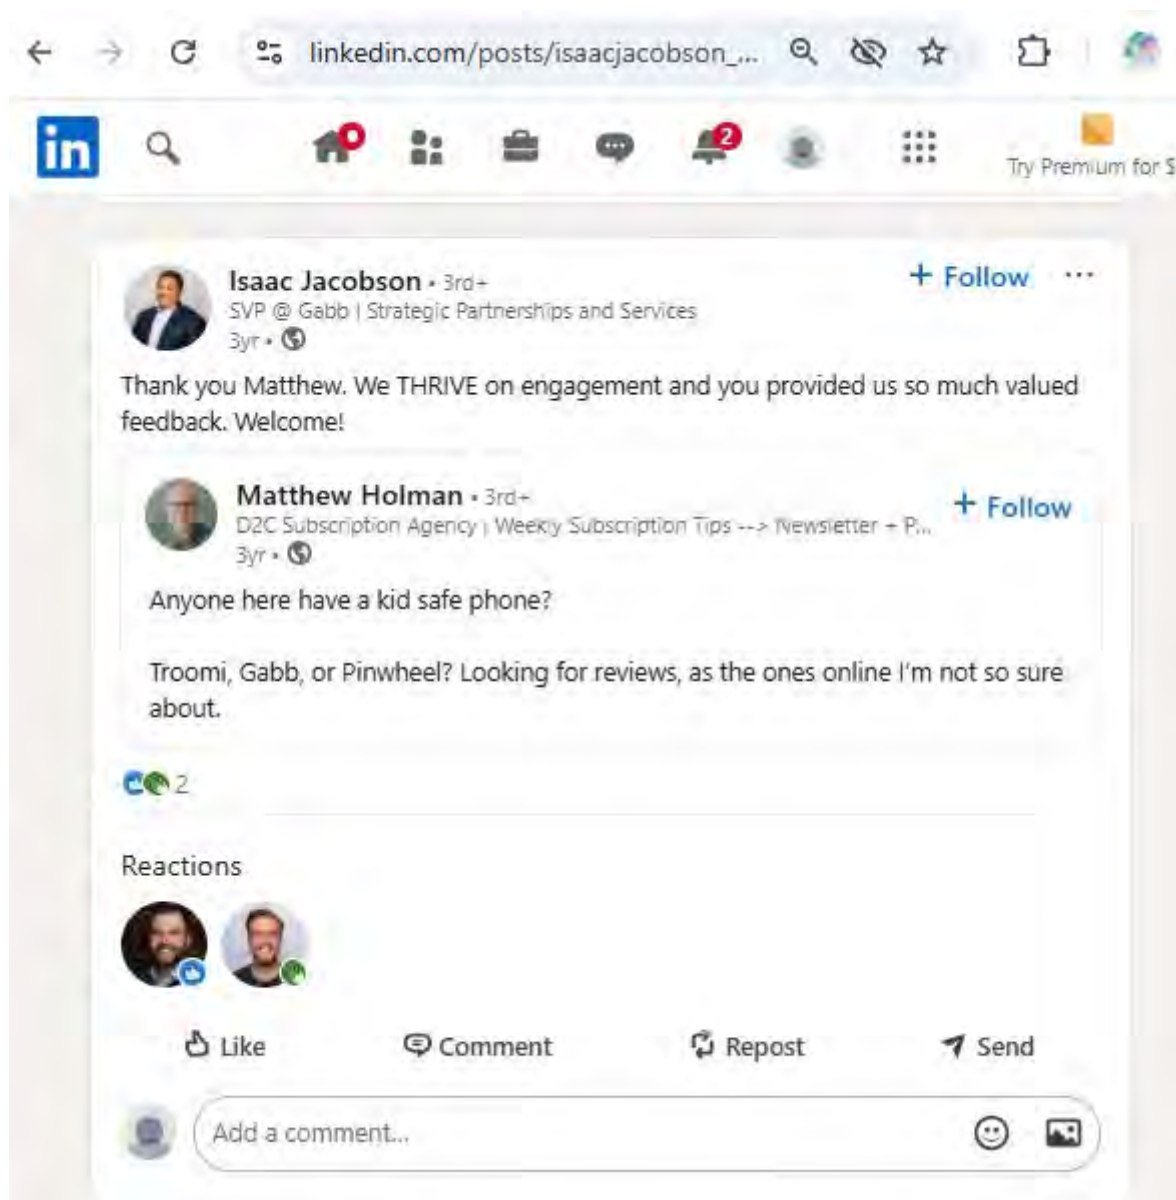 linkedin.com/posts/isaacjacobson_...
in
2
Try Premium for $
Isaac Jacobson • 3rd+
+ Follow ...
SVP @ Gabb | Strategic Partnerships and Services
3yr •
Thank you Matthew. We THRIVE on engagement and you provided us so much valued
feedback. Welcome!
Matthew Holman • 3rd+
+ Follow
D2C Subscription Agency | Weekly Subscription Tips --> Newsletter + P...
3yr •
Anyone here have a kid safe phone?
Troomi, Gabb, or Pinwheel? Looking for reviews, as the ones online I'm not so sure
about.
2
Reactions
Like Comment Repost Send
Add a comment...